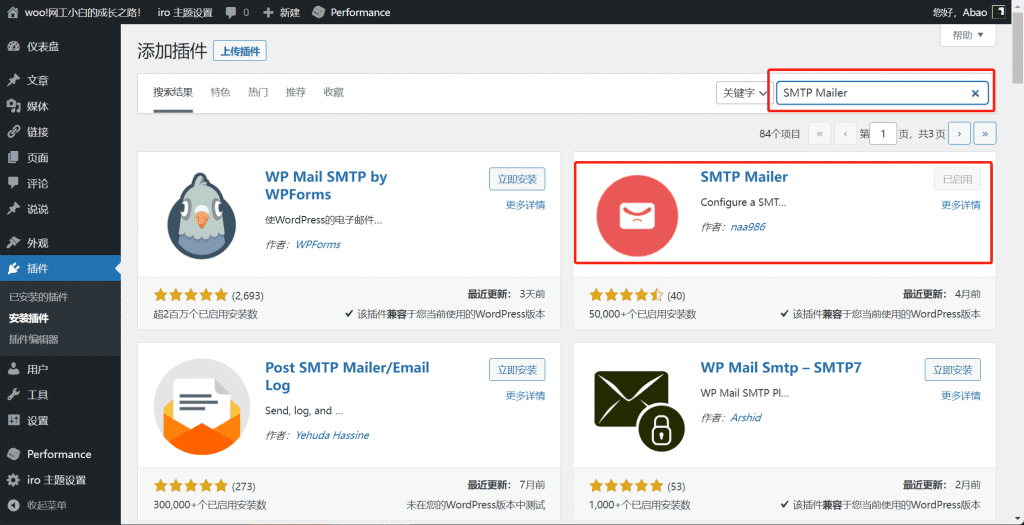 woo!网工小白的成长之路! iro 主题设置 0 新建 Performance 您好, Abao
仪表盘
文章
媒体
链接
页面
评论
说说
外观
插件
已安装的插件
安装插件
插件编辑器
用户
工具
设置
Performance
iro 主题设置
收起菜单
帮助
添加插件 上传插件
搜索结果 特色 热门 推荐 收藏 关键字 SMTP Mailer
84个项目 « ‹ 第 1 页,共3页 › »
WP Mail SMTP by
WPForms
立即安装
更多详情
使WordPress的电子邮件...
作者: WPForms
(2,693) 最近更新: 3天前
超2百万个已启用安装数 该插件兼容于您当前使用的WordPress版本
SMTP Mailer
已启用
更多详情
Configure a SMT...
作者: naa986
(40) 最近更新: 4月前
50,000+个已启用安装数 该插件兼容于您当前使用的WordPress版本
Post SMTP Mailer/Email
Log
立即安装
更多详情
Send, log, and ...
作者: Yehuda Hassine
(273) 最近更新: 7月前
300,000+个已启用安装数 未在您的WordPress版本中测试
WP Mail Smtp – SMTP7
立即安装
更多详情
WP Mail SMTP Pl...
作者: Arshid
(53) 最近更新: 2月前
1,000+个已启用安装数 该插件兼容于您当前使用的WordPress版本